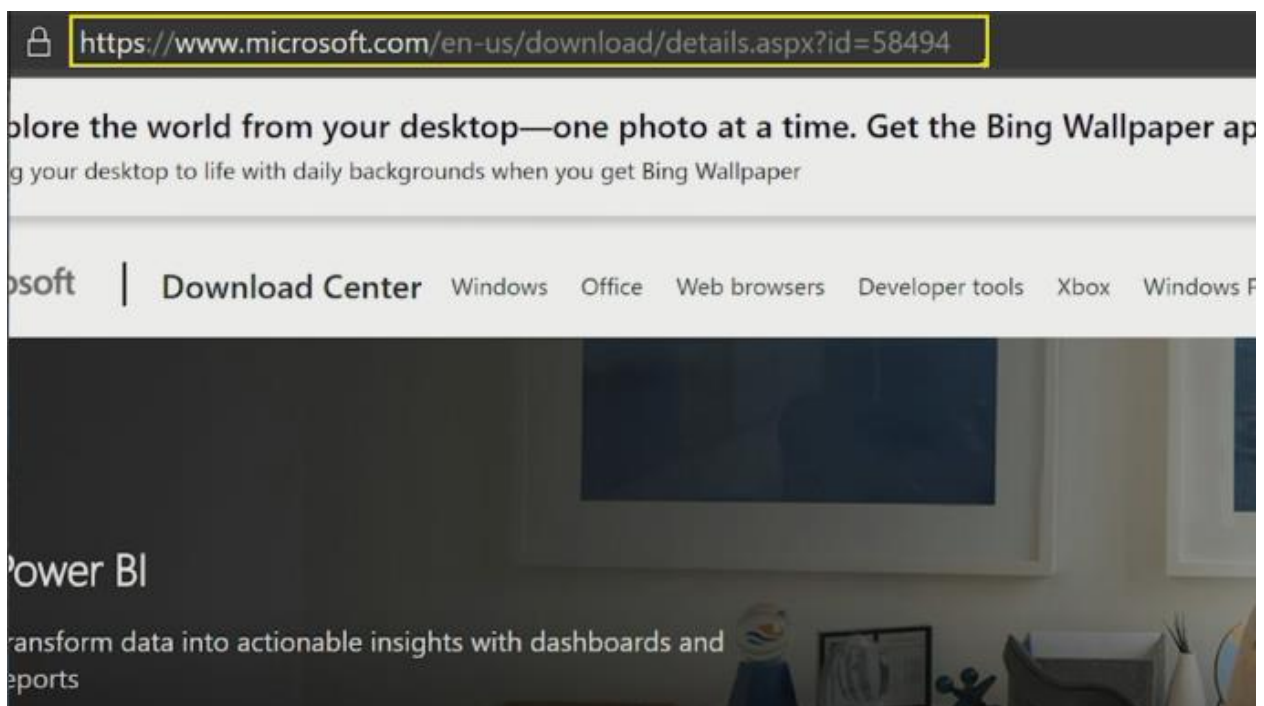 https://www.microsoft.com/en-us/download/details.aspx?id=58494
plore the world from your desktop—one photo at a time. Get the Bing Wallpaper ap
g your desktop to life with daily backgrounds when you get Bing Wallpaper
osoft | Download Center Windows Office Web browsers Developer tools Xbox Windows P
Power BI
ransform data into actionable insights with dashboards and
eports